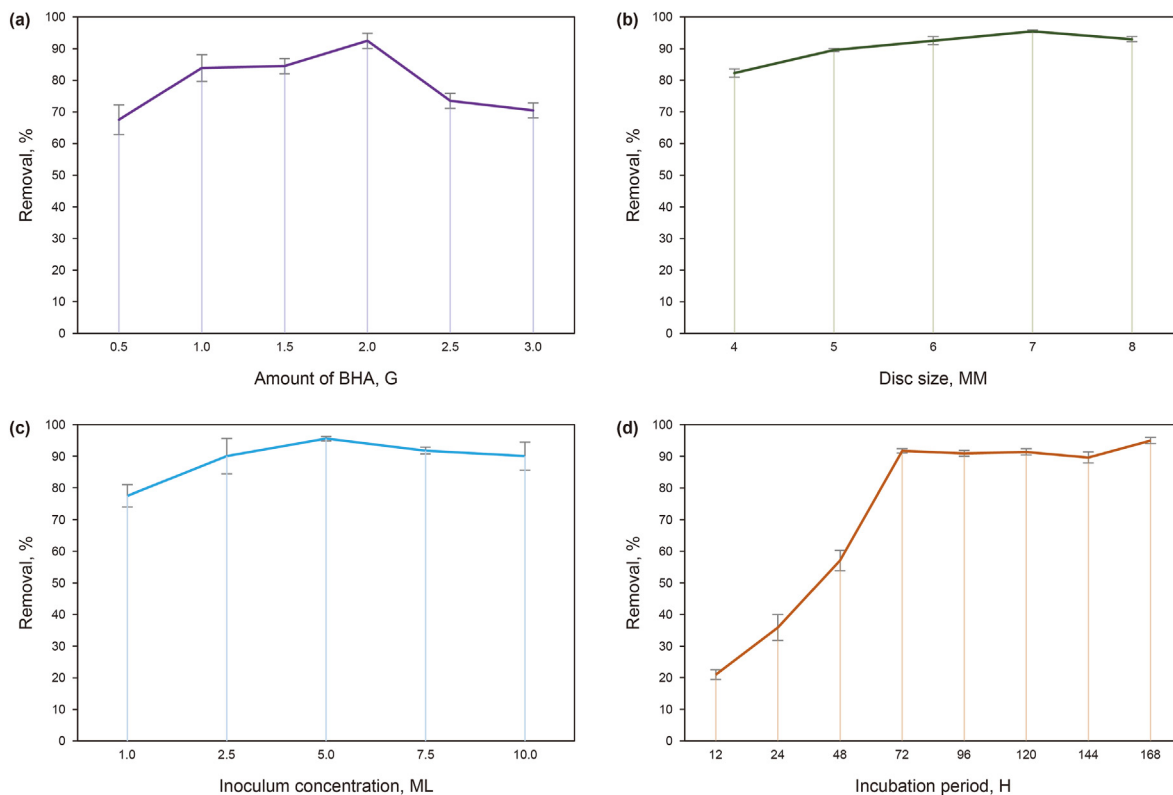 (a)
100
90
80
70
60
50
40
30
20
10
0
Removal, %
0.5 1.0 1.5 2.0 2.5 3.0
Amount of BHA, G
(b)
100
90
80
70
60
50
40
30
20
10
0
Removal, %
4 5 6 7 8
Disc size, MM
(c)
100
90
80
70
60
50
40
30
20
10
0
Removal, %
1.0 2.5 5.0 7.5 10.0
Inoculum concentration, ML
(d)
100
90
80
70
60
50
40
30
20
10
0
Removal, %
12 24 48 72 96 120 144 168
Incubation period, H